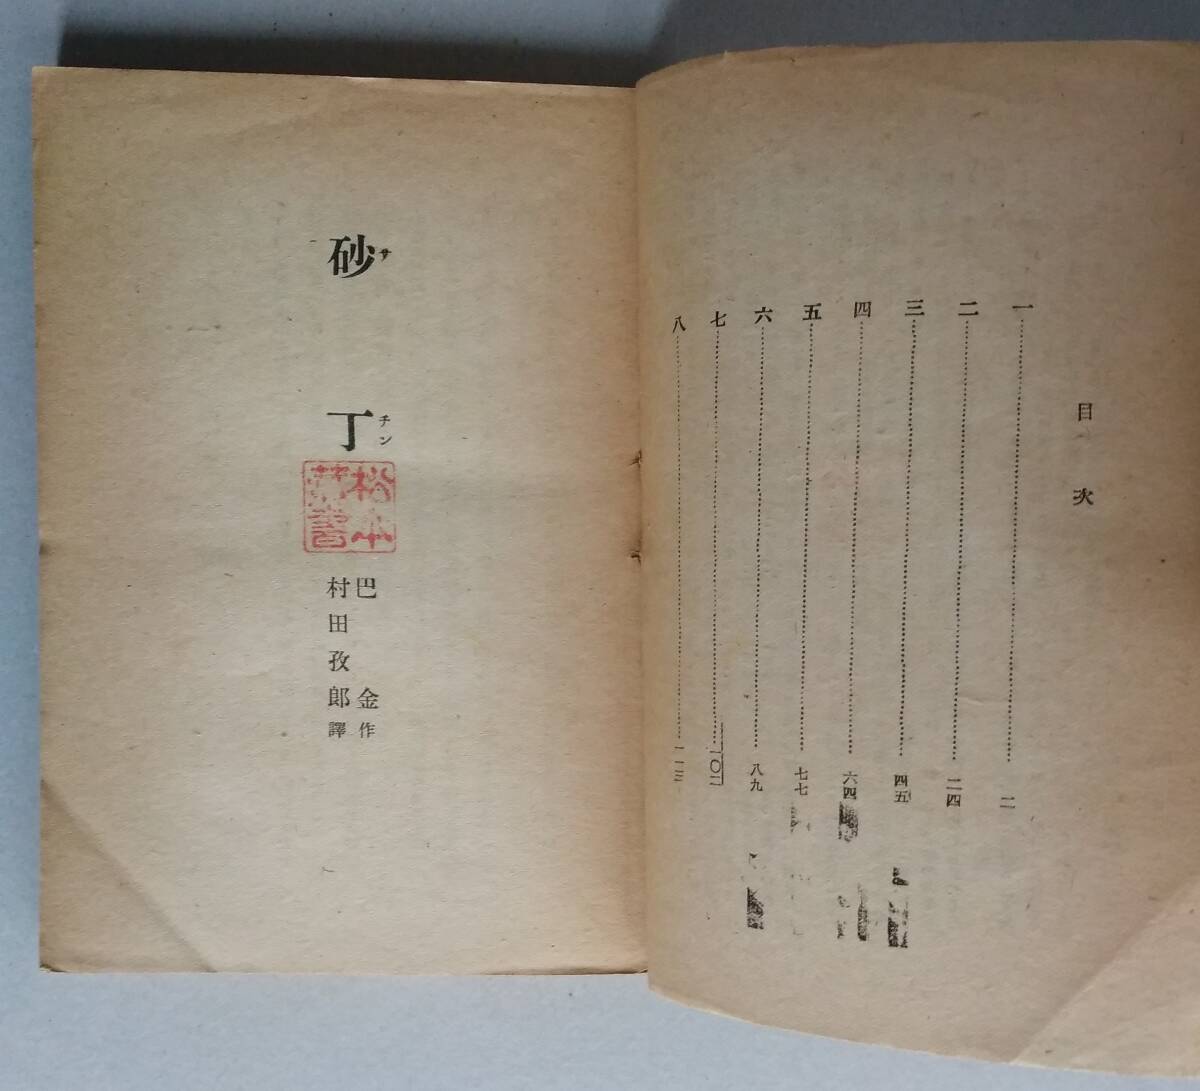 目次
一……………二
二……………二四
三……………四五
四……………六四
五……………七七
六……………八九
七……………一〇二
八……………一一三
砂丁
サチン
松本
藏書
巴金作
村田孜郎譯